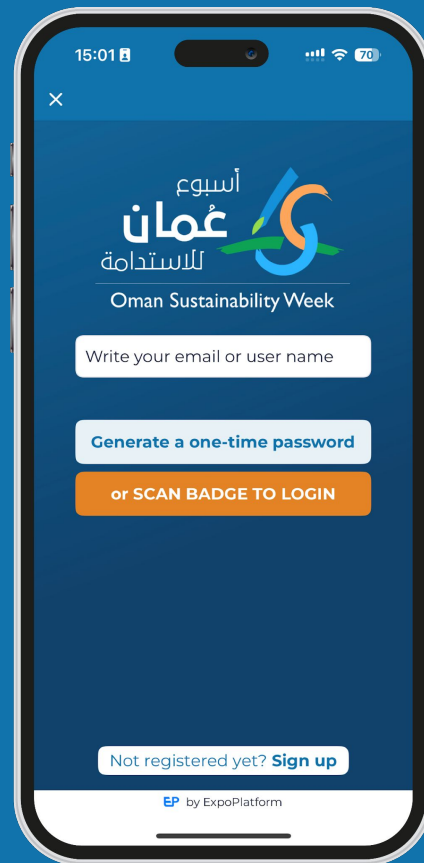 15:01
70
أسبوع
عُمان
للاستدامة
Oman Sustainability Week
Write your email or user name
Generate a one-time password
or SCAN BADGE TO LOGIN
Not registered yet? Sign up
EP by ExpoPlatform